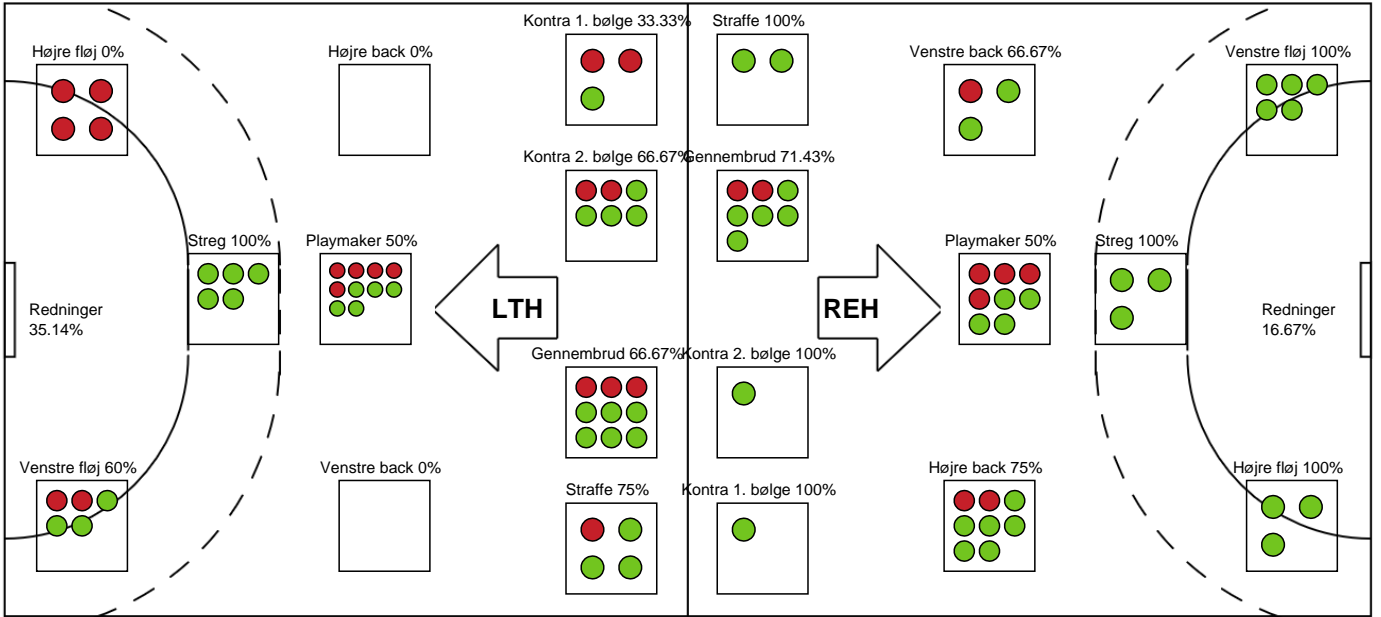 Kontra 1. bølge 33.33%
Straffe 100%
Højre fløj 0%
Højre back 0%
Venstre back 66.67%
Venstre fløj 100%
Kontra 2. bølge 66.67%
Gennembrud 71.43%
Streg 100%
Playmaker 50%
Playmaker 50%
Streg 100%
Redninger
35.14%
LTH
REH
Redninger
16.67%
Gennembrud 66.67%
Kontra 2. bølge 100%
Venstre fløj 60%
Venstre back 0%
Højre back 75%
Højre fløj 100%
Straffe 75%
Kontra 1. bølge 100%